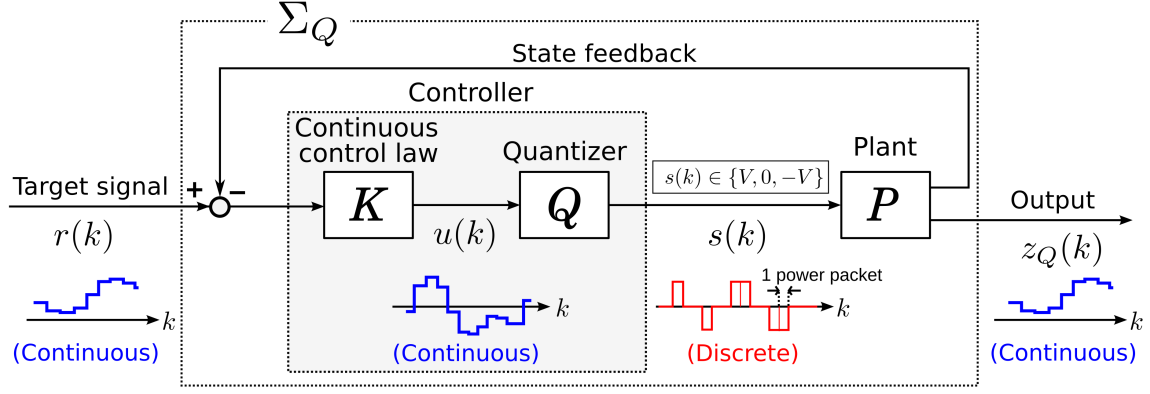 Σ_Q
State feedback
Controller
Continuous
control law
Quantizer
Plant
Target signal
+
−
K
Q
s(k) ∈ {V, 0, −V}
P
Output
r(k)
u(k)
s(k)
z_Q(k)
1 power packet
k
k
k
k
(Continuous)
(Continuous)
(Discrete)
(Continuous)